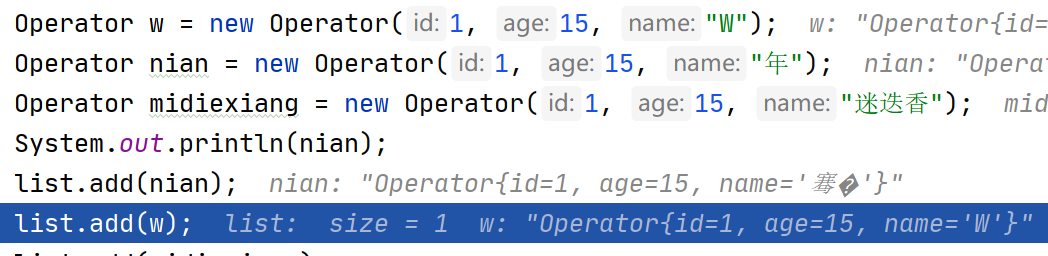 Operator w = new Operator( id: 1, age: 15, name: "W"); w: "Operator{id=
Operator nian = new Operator( id: 1, age: 15, name: "年"); nian: "Opera
Operator midiexiang = new Operator( id: 1, age: 15, name: "迷迭香"); mid
System.out.println(nian);
list.add(nian); nian: "Operator{id=1, age=15, name='骞�'}"
list.add(w); list: size = 1 w: "Operator{id=1, age=15, name='W'}"